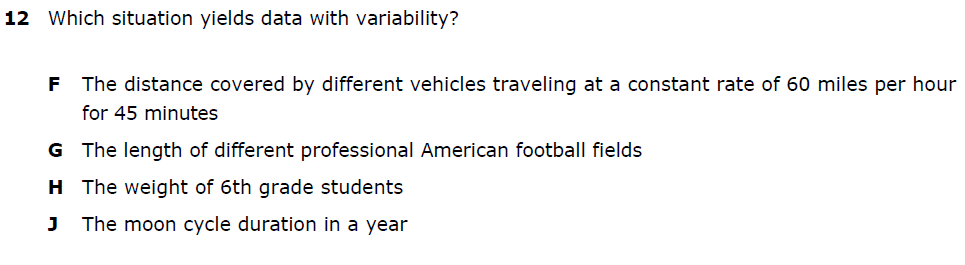 12 Which situation yields data with variability?
F The distance covered by different vehicles traveling at a constant rate of 60 miles per hour
for 45 minutes
G The length of different professional American football fields
H The weight of 6th grade students
J The moon cycle duration in a year